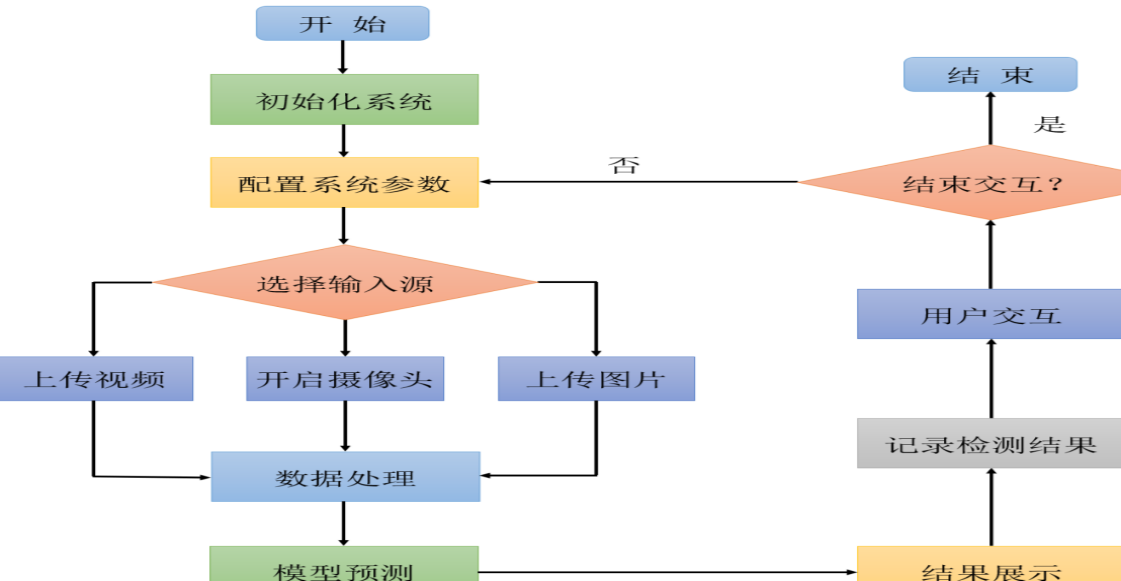 开 始
初始化系统
配置系统参数
选择输入源
上传视频
开启摄像头
上传图片
数据处理
模型预测
结果展示
记录检测结果
用户交互
结束交互?
否
是
结 束